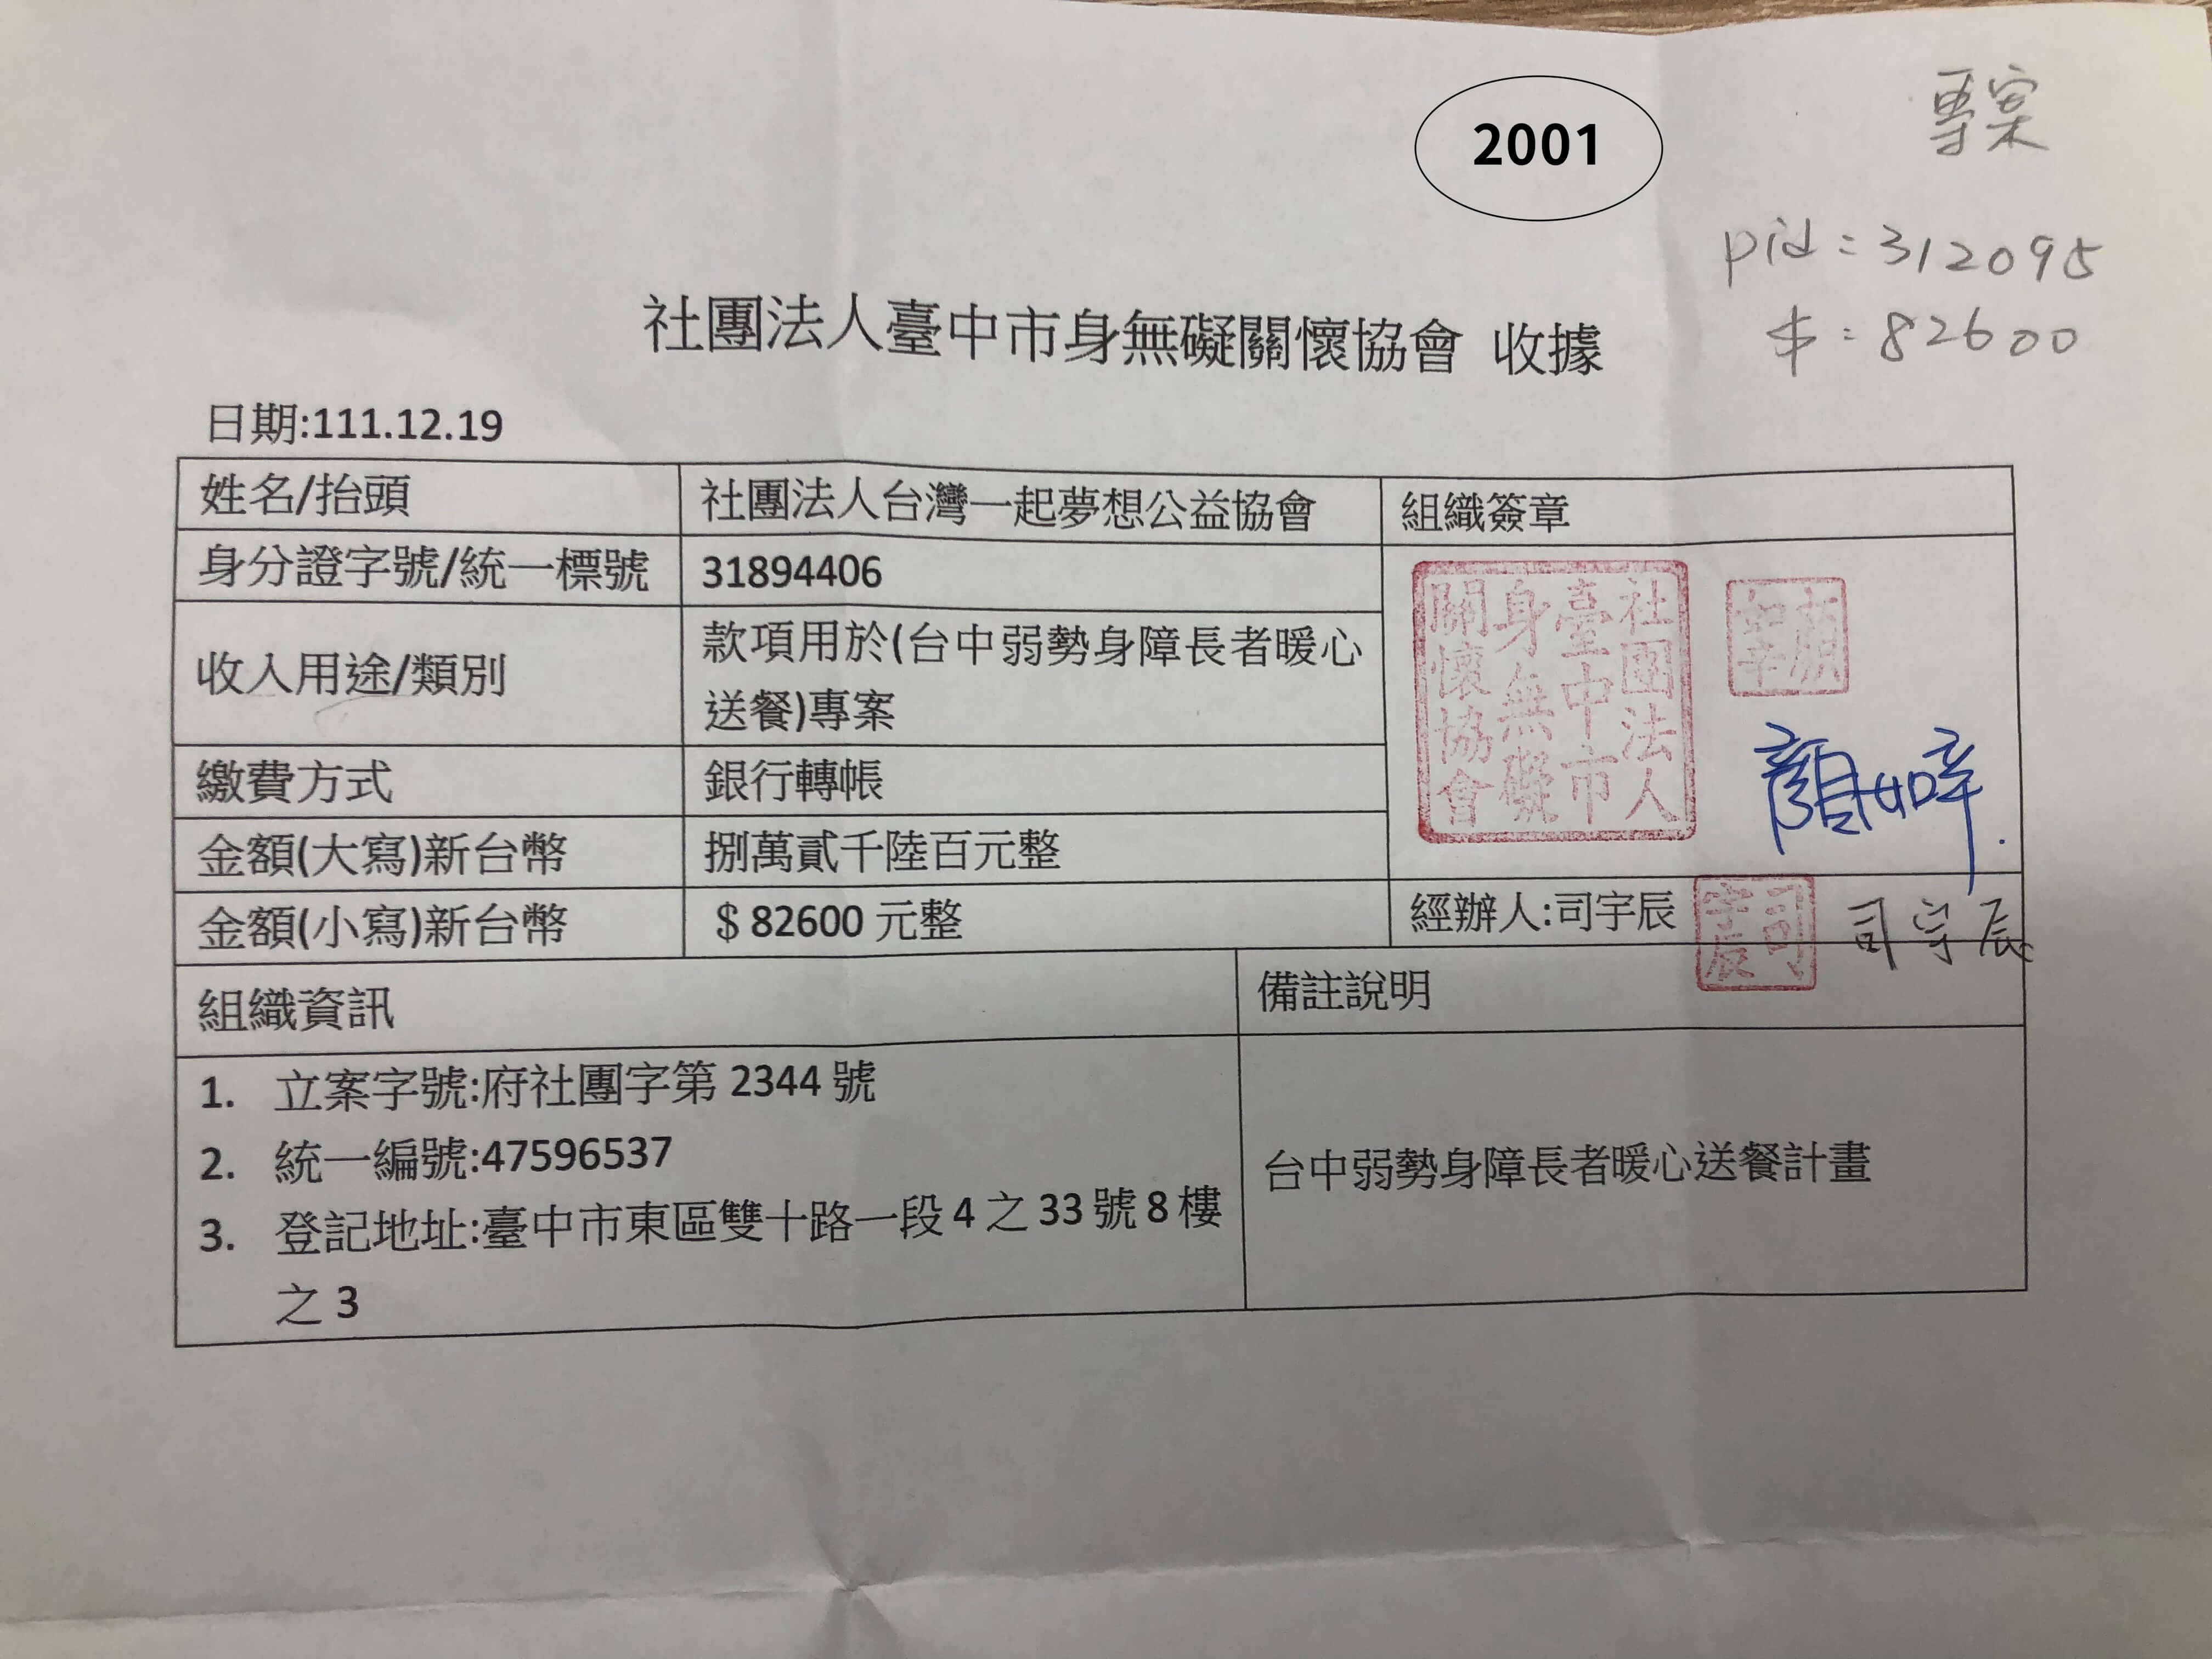 2001
專案
pid = 312095
$ = 82600
社團法人臺中市身無礙關懷協會 收據
日期:111.12.19
姓名/抬頭
社團法人台灣一起夢想公益協會
組織簽章
身分證字號/統一標號
31894406
社團法人
臺中市
身無礙
關懷協會
收入用途/類別
款項用於(台中弱勢身障長者暖心
送餐)專案
繳費方式
銀行轉帳
金額(大寫)新台幣
捌萬貳千陸百元整
金額(小寫)新台幣
$ 82600 元整
經辦人:司宇辰
司宇辰
司宇辰
組織資訊
備註說明
1. 立案字號:府社團字第 2344 號
2. 統一編號:47596537
3. 登記地址:臺中市東區雙十路一段 4 之 33 號 8 樓
之 3
台中弱勢身障長者暖心送餐計畫